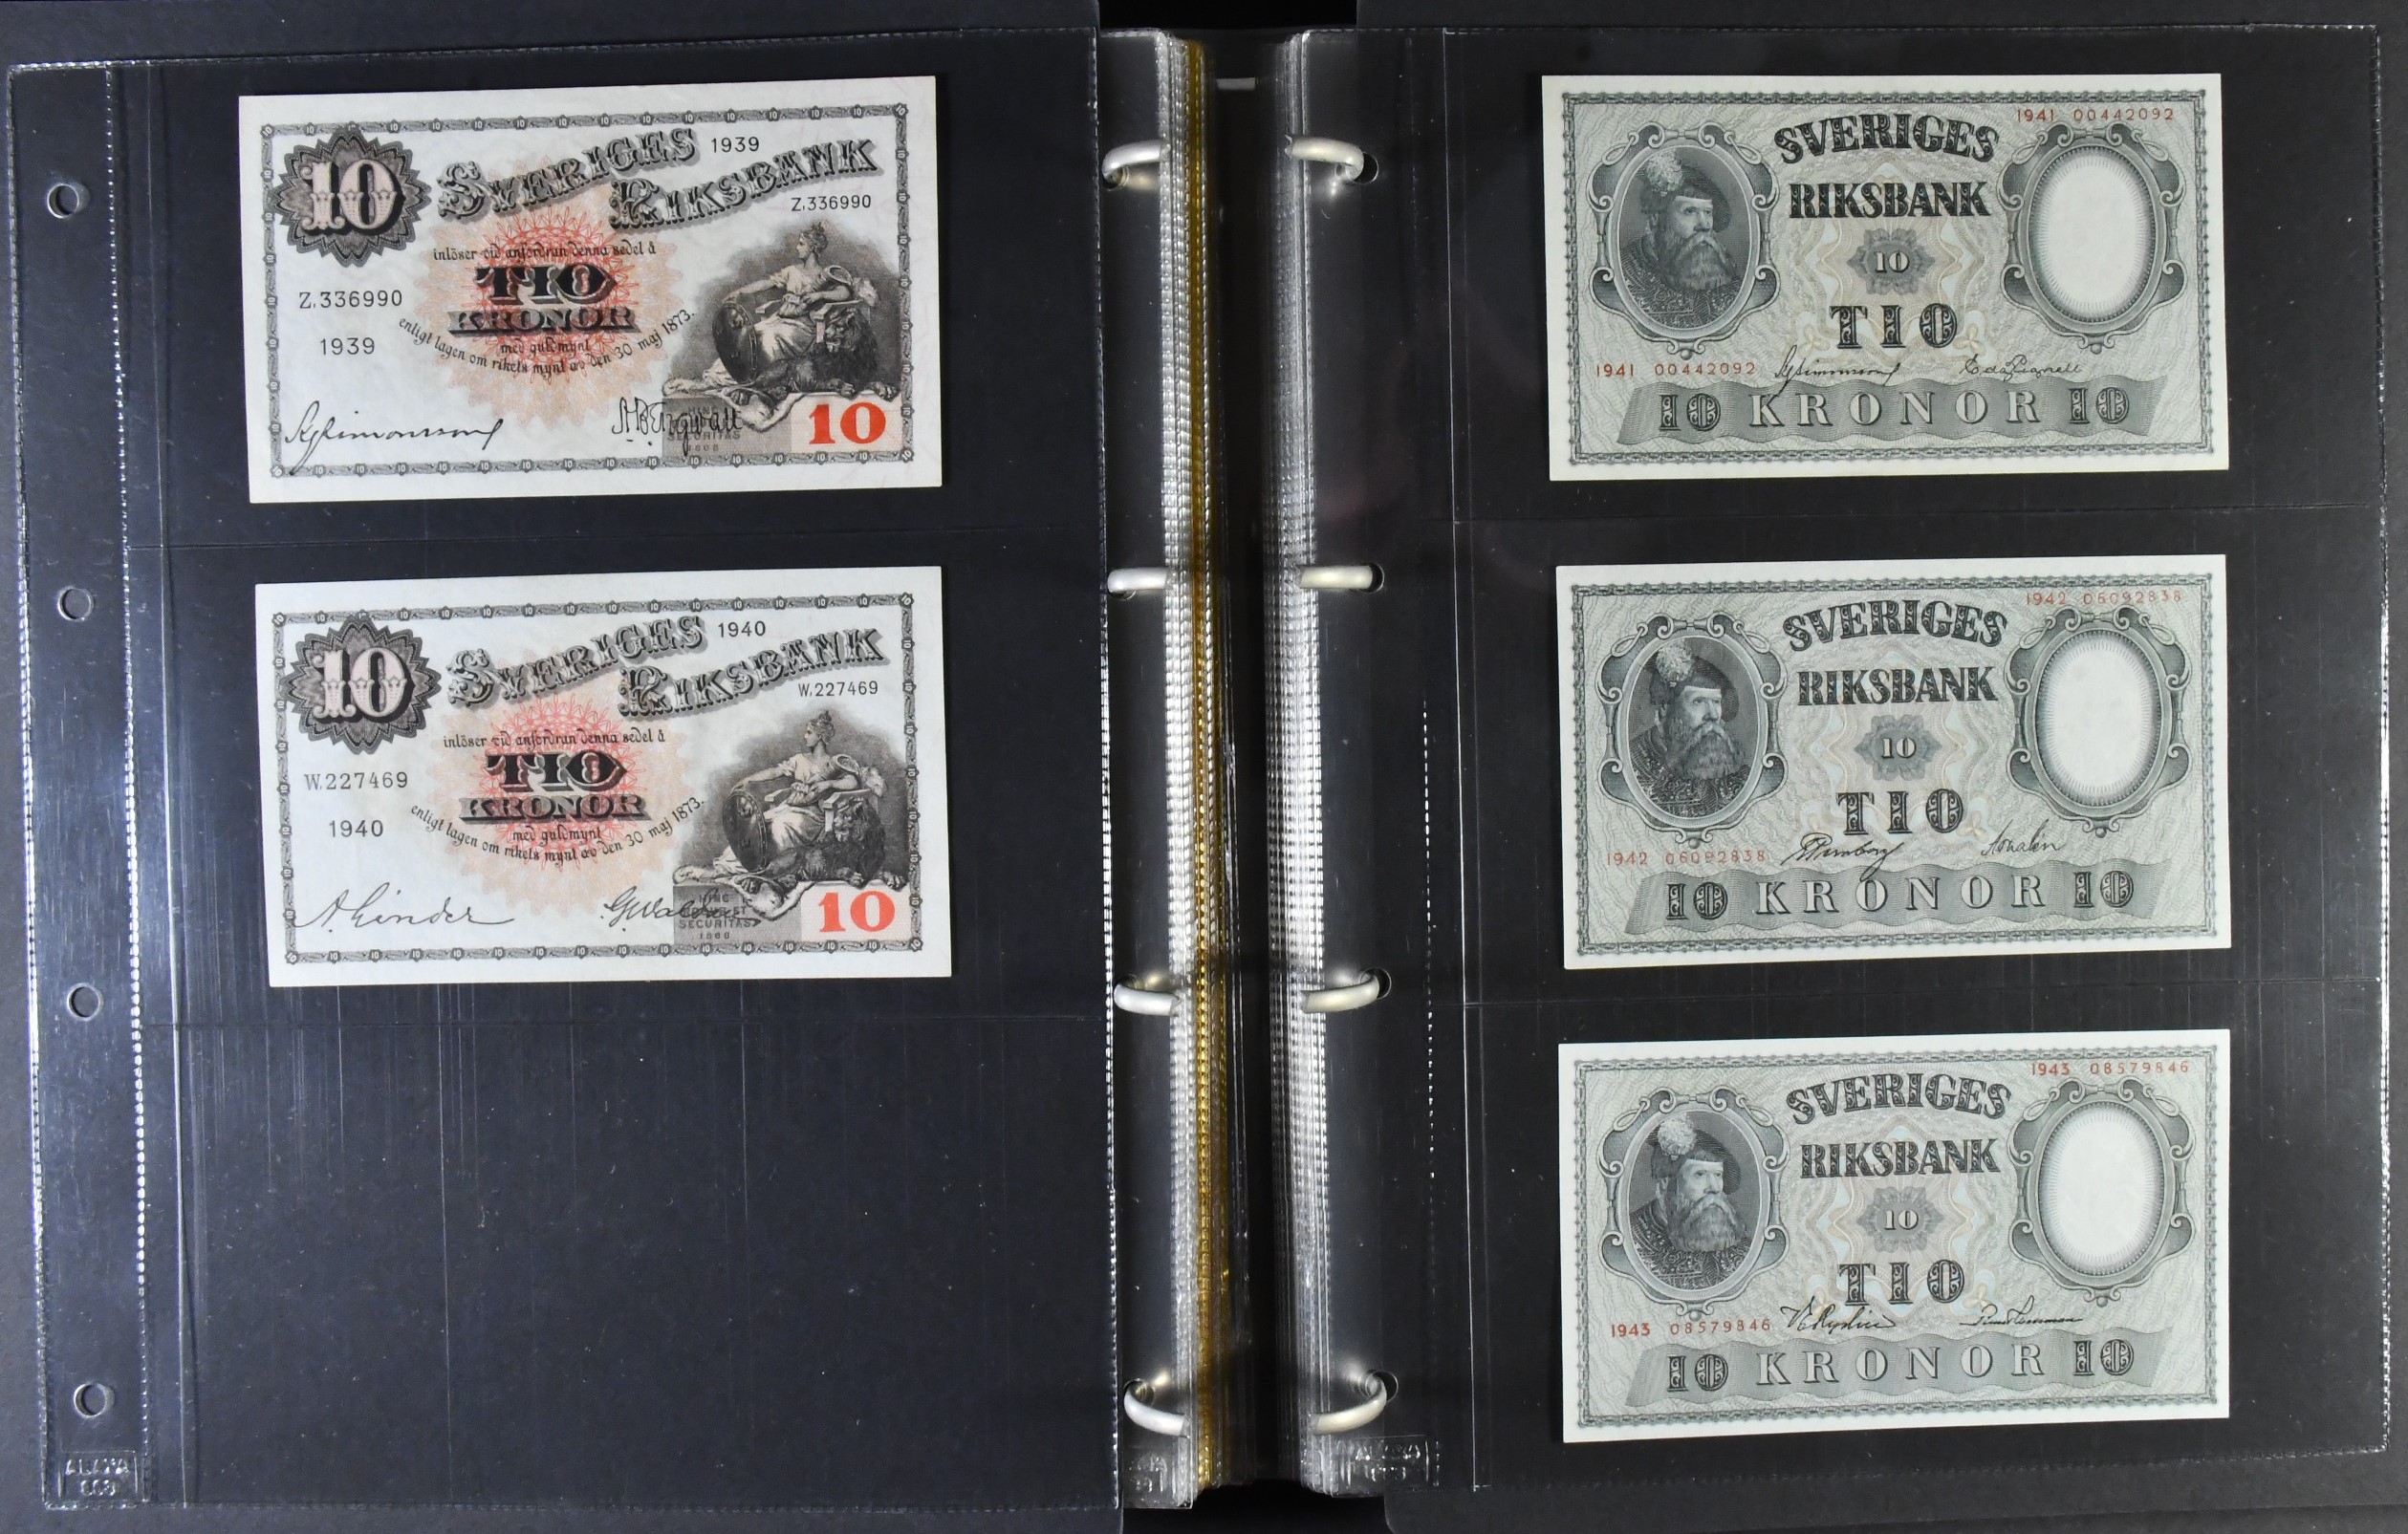 10
SVERIGES 1939
RIKSBANK
Z.336990
inlöser vid anfordran denna sedel å
TIO
KRONOR
Z.336990
med guldmynt
1939
enligt lagen om rikets mynt av den 30 maj 1873.
SECURITAS
10
10
SVERIGES 1940
RIKSBANK
W.227469
inlöser vid anfordran denna sedel å
TIO
KRONOR
W.227469
med guldmynt
1940
enligt lagen om rikets mynt av den 30 maj 1873.
A. Linder
HINC
SECURITAS
10
1941 00442092
SVERIGES
RIKSBANK
10
TIO
1941 00442092
10 KRONOR 10
1942 06092838
SVERIGES
RIKSBANK
10
TIO
1942 06092838
10 KRONOR 10
1943 08579846
SVERIGES
RIKSBANK
10
TIO
1943 08579846
10 KRONOR 10